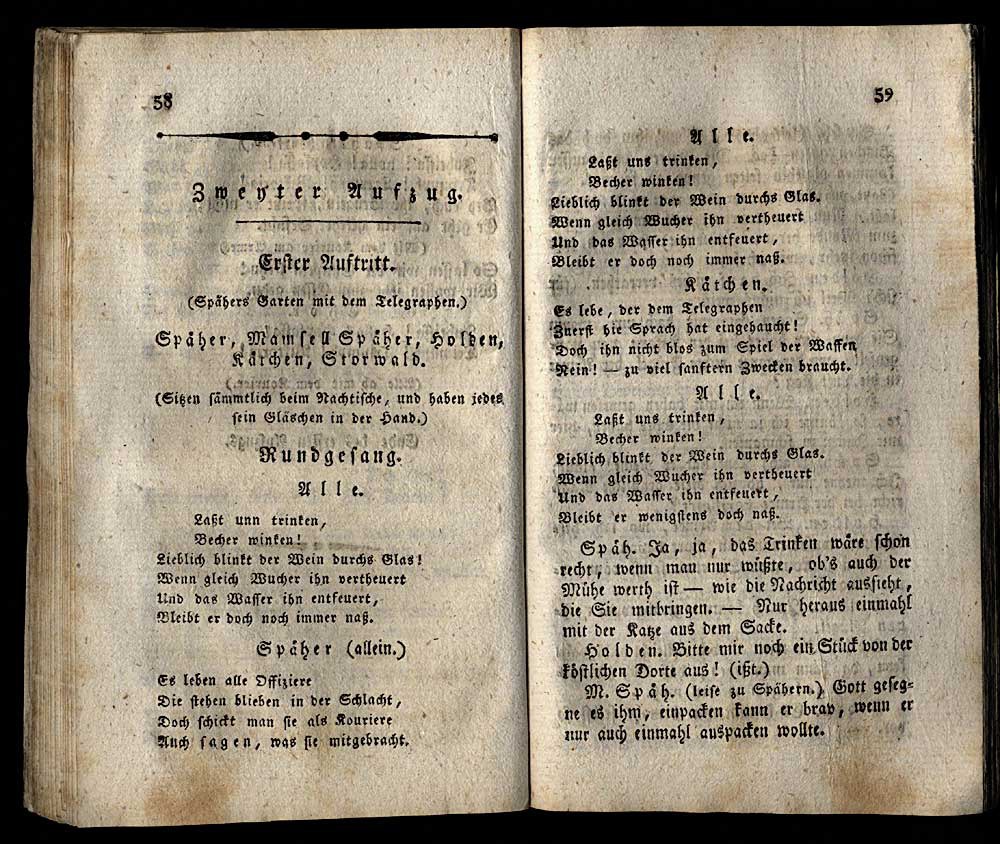 58
Zweyter Aufzug.
Erster Auftritt.
(Spähers Garten mit dem Telegraphen.)
Späher, Mamsell Späher, Holden,
Kätchen, Storwald.
(Sitzen sämmtlich beim Nachtische, und haben jedes
sein Gläschen in der Hand.)
Rundgesang.
Alle.
Laßt unn trinken,
Becher winken!
Lieblich blinkt der Wein durchs Glas!
Wenn gleich Wucher ihn vertheuert
Und das Wasser ihn entfeuert,
Bleibt er doch noch immer naß.
Späher (allein.)
Es leben alle Offiziere
Die stehen blieben in der Schlacht,
Doch schickt man sie als Kouriere
Auch sagen, was sie mitgebracht.
59
Alle.
Laßt uns trinken,
Becher winken!
Lieblich blinkt der Wein durchs Glas.
Wenn gleich Wucher ihn vertheuert
Und das Wasser ihn entfeuert,
Bleibt er doch noch immer naß.
Kätchen.
Es lebe, der dem Telegraphen
Zuerst die Sprach hat eingehaucht!
Doch ihn nicht blos zum Spiel der Waffen
Nein! — zu viel sanftern Zwecken braucht.
Alle.
Laßt uns trinken,
Becher winken!
Lieblich blinkt der Wein durchs Glas.
Wenn gleich Wucher ihn vertheuert
Und das Wasser ihn entfeuert,
Bleibt er wenigstens doch naß.
Späh. Ja, ja, das Trinken wäre schon
recht, wenn man nur wüßte, ob's auch der
Mühe werth ist — wie die Nachricht aussieht,
die Sie mitbringen. — Nur heraus einmahl
mit der Katze aus dem Sacke.
Holden. Bitte mir noch ein Stück von der
köstlichen Dorte aus! (ißt.)
M. Späh. (leise zu Spähern.) Gott geseg-
ne es ihm, einpacken kann er brav, wenn er
nur auch einmahl auspacken wollte.